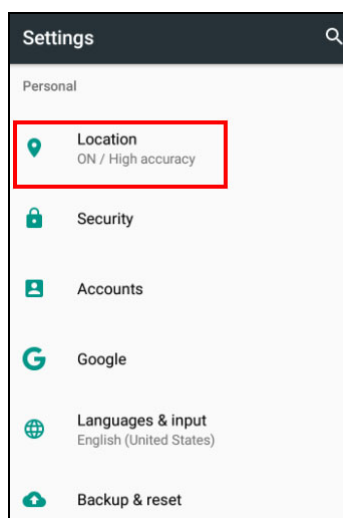 Settings
Personal
Location
ON / High accuracy
Security
Accounts
Google
Languages & input
English (United States)
Backup & reset